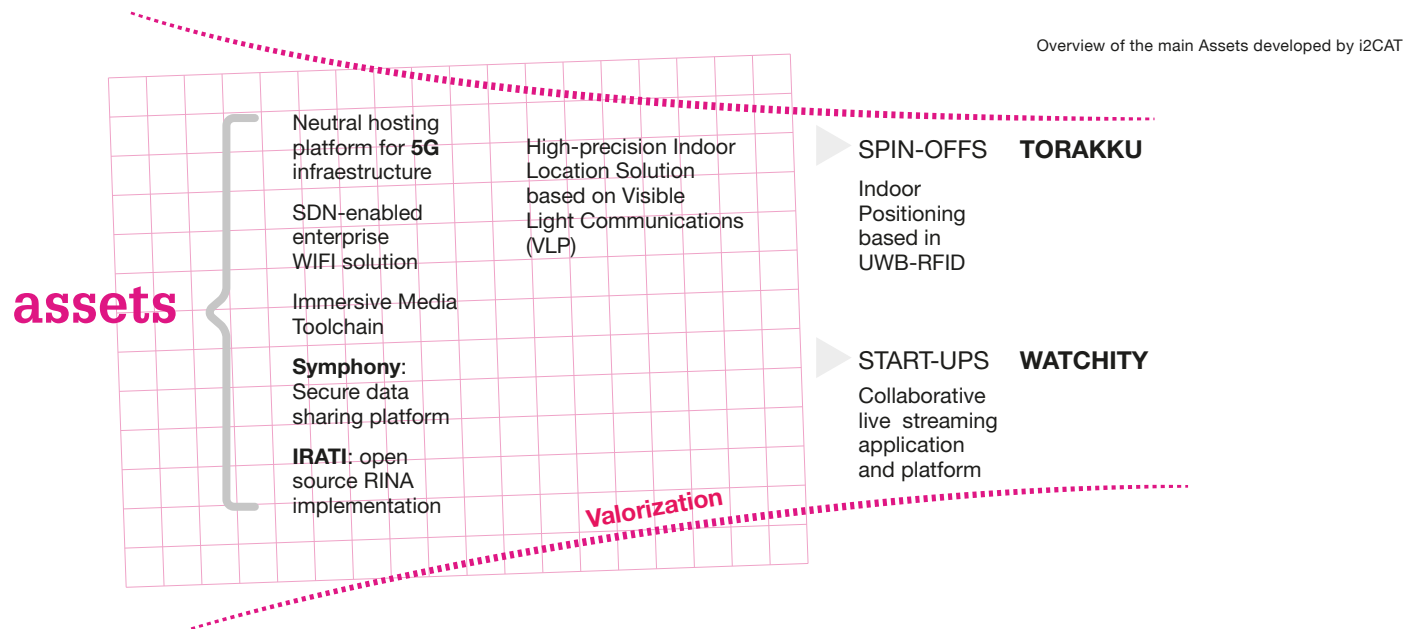 Overview of the main Assets developed by i2CAT
assets
Neutral hosting
platform for 5G
infraestructure
SDN-enabled
enterprise
WIFI solution
Immersive Media
Toolchain
Symphony:
Secure data
sharing platform
IRATI: open
source RINA
implementation
High-precision Indoor
Location Solution
based on Visible
Light Communications
(VLP)
Valorization
SPIN-OFFS TORAKKU
Indoor
Positioning
based in
UWB-RFID
START-UPS WATCHITY
Collaborative
live streaming
application
and platform